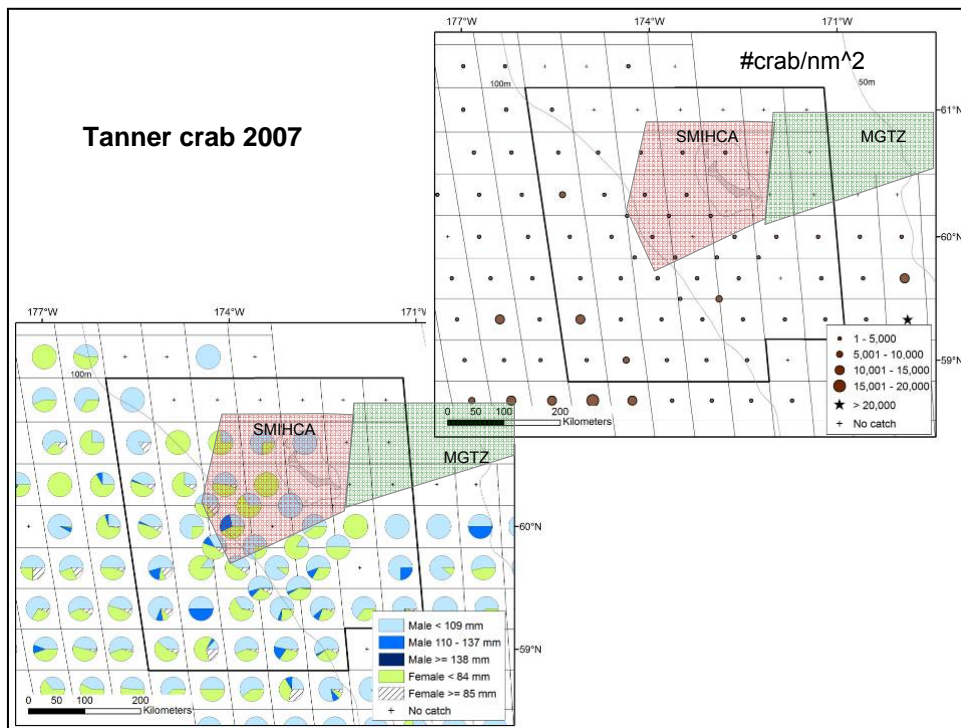 177°W 174°W 171°W
#crab/nm^2
100m
50m
61°N
Tanner crab 2007
SMIHCA
MGTZ
60°N
1 - 5,000
5,001 - 10,000
10,001 - 15,000
15,001 - 20,000
> 20,000
No catch
59°N
0 50 100 200
Kilometers
177°W 174°W 171°W
100m
SMIHCA
MGTZ
60°N
Male < 109 mm
Male 110 - 137 mm
Male >= 138 mm
Female < 84 mm
Female >= 85 mm
No catch
59°N
0 50 100 200
Kilometers